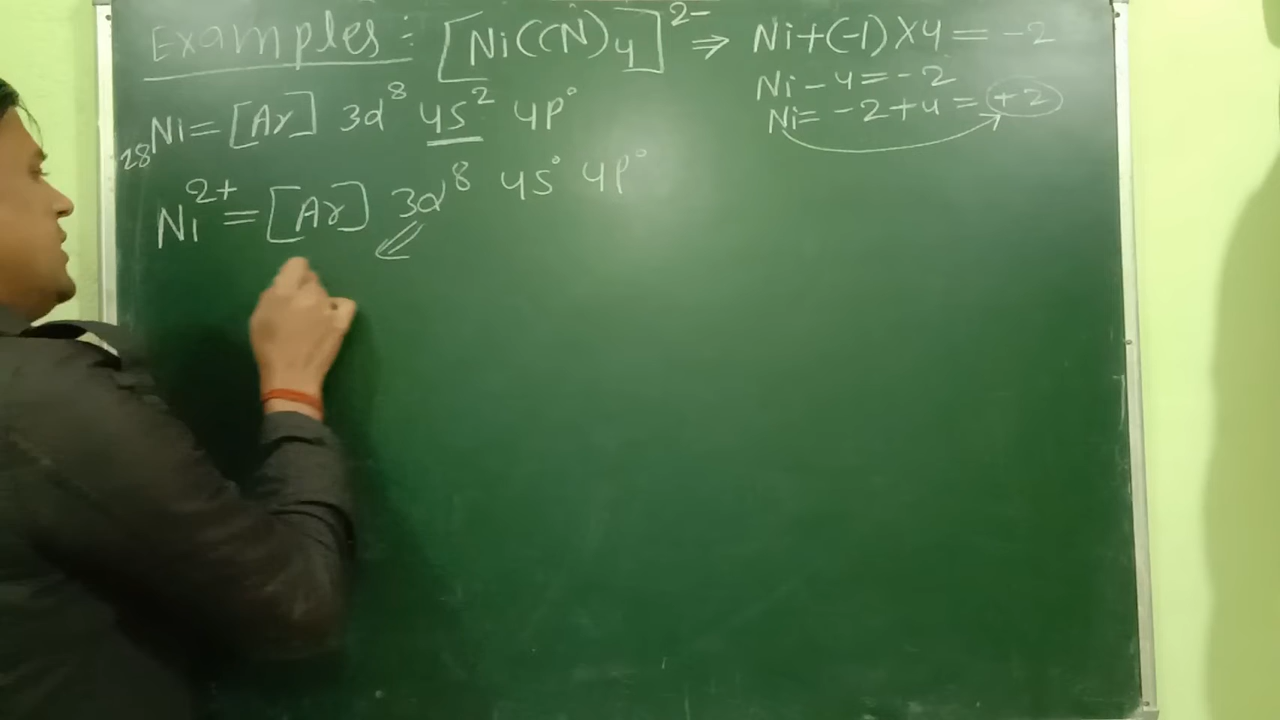 Examples: [Ni(CN)4]²⁻ ⇒ Ni+(-1)×4 = -2
Ni - 4 = -2
Ni = -2+4 = +2
₂₈Ni = [Ar] 3d⁸ 4s² 4p⁰
Ni²⁺ = [Ar] 3d⁸ 4s⁰ 4p⁰